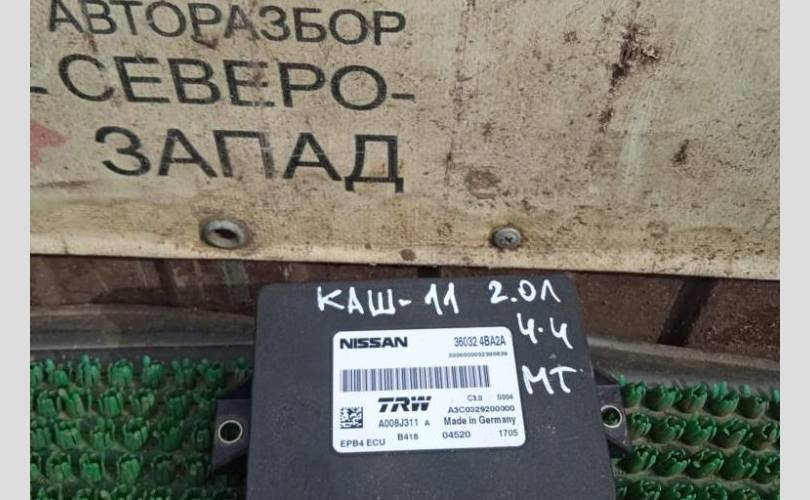 АВТОРАЗБОР
-СЕВЕРО-
ЗАПАД
КАШ-11 2.0л
4.4
МТ
NISSAN 36032 4BA2A
TRW
C3.0 S004
A3C0329200000
A008J311 A Made in Germany
EPB4 ECU B418 04520 1705